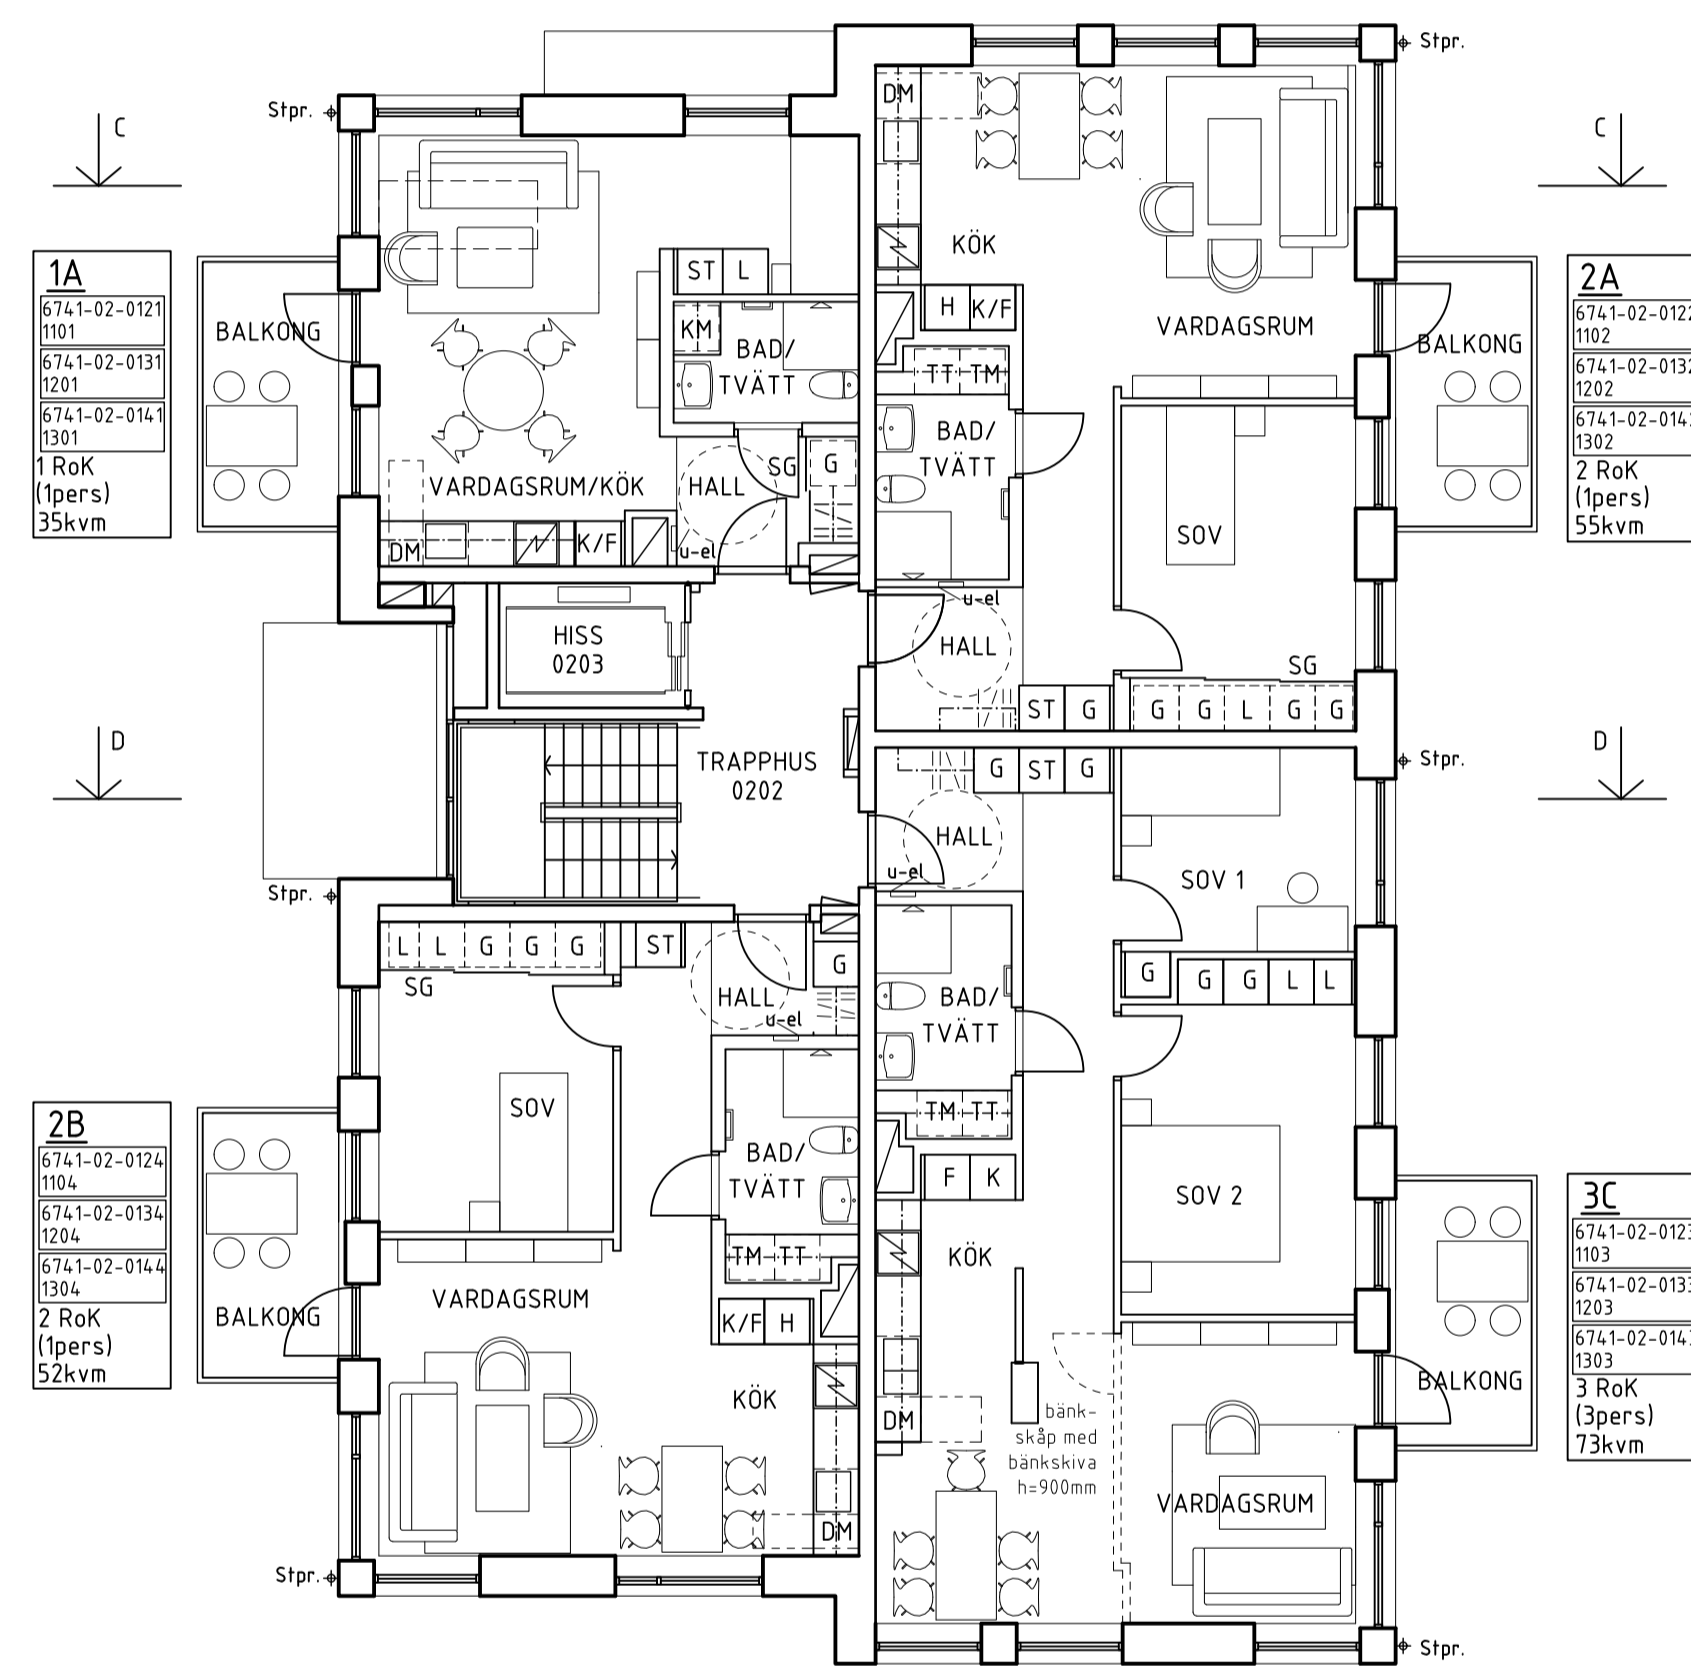 Stpr.
Stpr.
C
C
DM
KÖK
VARDAGSRUM
H
K/F
TT
TM
BAD/
TVÄTT
SOV
u-el
HALL
SG
ST
G
G
G
L
G
G
1A
6741-02-0121
1101
6741-02-0131
1201
6741-02-0141
1301
1 RoK
(1pers)
35kvm
BALKONG
ST
L
KM
BAD/
TVÄTT
SG
G
HALL
VARDAGSRUM/KÖK
DM
K/F
u-el
2A
1102
1202
1302
2 RoK
(1pers)
55kvm
BALKONG
HISS
0203
TRAPPHUS
0202
D
D
Stpr.
Stpr.
G
ST
G
HALL
u-el
SOV 1
G
G
G
L
L
BAD/
TVÄTT
TM
TT
F
K
SOV 2
KÖK
DM
bänk-
skåp med
bänkskiva
h=900mm
VARDAGSRUM
BALKONG
3C
1103
1203
1303
3 RoK
(3pers)
73kvm
L
L
G
G
G
ST
G
SG
HALL
u-el
SOV
BAD/
TVÄTT
TM
TT
2B
6741-02-0124
1104
6741-02-0134
1204
6741-02-0144
1304
2 RoK
(1pers)
52kvm
BALKONG
VARDAGSRUM
K/F
H
KÖK
DM
Stpr.
Stpr.